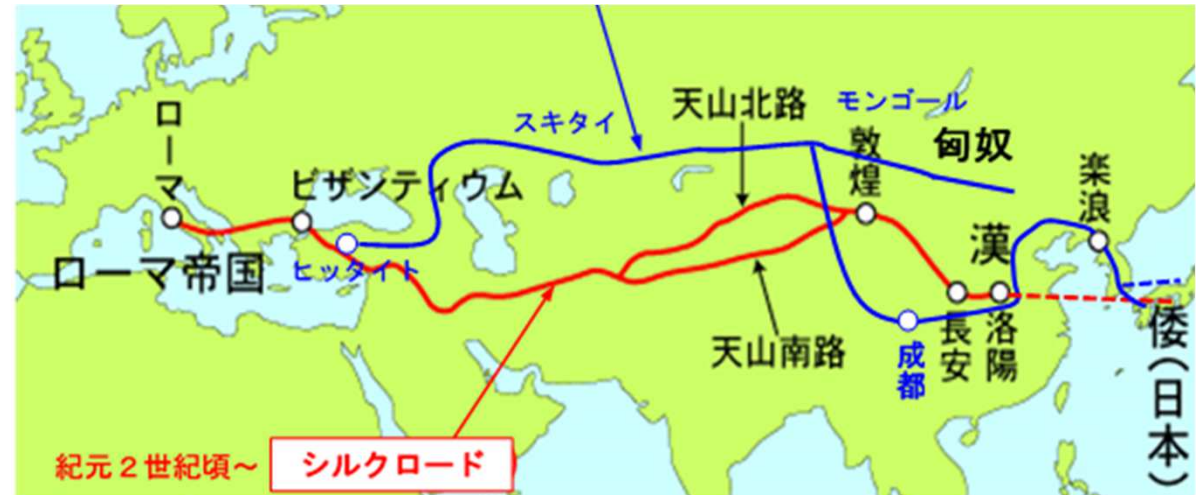 ローマ
ビザンティウム
ローマ帝国
ヒッタイト
スキタイ
天山北路
モンゴール
敦煌
匈奴
楽浪
漢
天山南路
成都
長安
洛陽
倭（日本）
紀元２世紀頃～
シルクロード